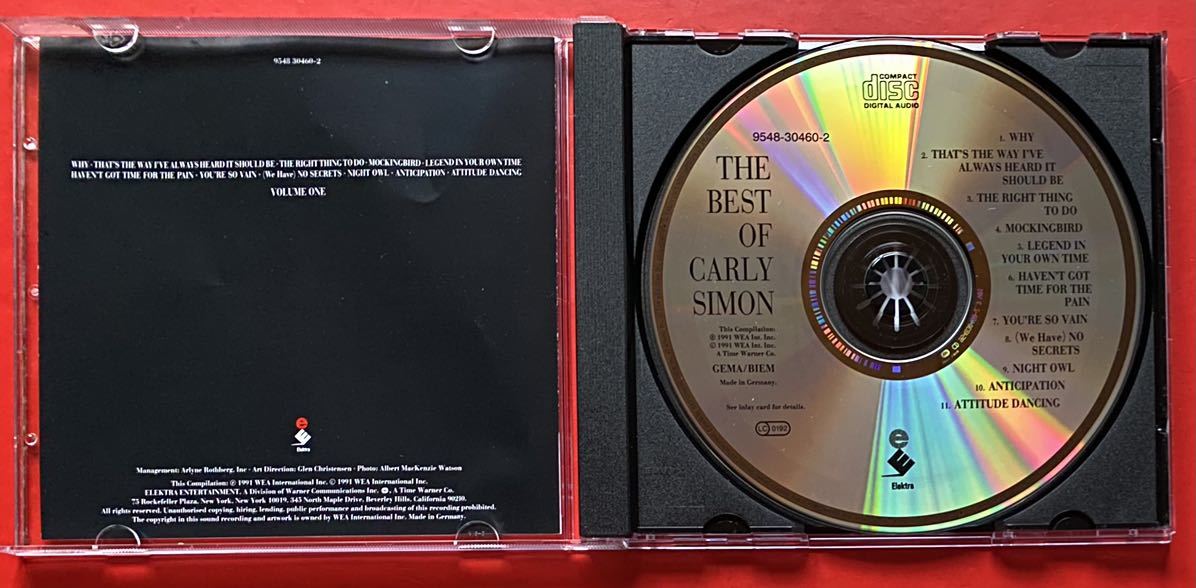 9548 30460-2
WHY · THAT'S THE WAY I'VE ALWAYS HEARD IT SHOULD BE · THE RIGHT THING TO DO · MOCKINGBIRD · LEGEND IN YOUR OWN TIME
HAVEN'T GOT TIME FOR THE PAIN · YOU'RE SO VAIN · (We Have) NO SECRETS · NIGHT OWL · ANTICIPATION · ATTITUDE DANCING
VOLUME ONE
Elektra
Management: Arlyne Rothberg, Inc · Art Direction: Glen Christensen · Photo: Albert MacKenzie Watson
This Compilation: ℗ 1991 WEA International Inc. © 1991 WEA International Inc.
ELEKTRA ENTERTAINMENT, A Division of Warner Communications Inc. A Time Warner Co.
75 Rockefeller Plaza, New York, New York 10019, 345 North Maple Drive, Beverley Hills, California 90210.
All rights reserved. Unauthorised copying, hiring, lending, public performance and broadcasting of this recording prohibited.
The copyright in this sound recording and artwork is owned by WEA International Inc. Made in Germany.
COMPACT
disc
DIGITAL AUDIO
9548-30460-2
THE
BEST
OF
CARLY
SIMON
This Compilation:
℗ 1991 WEA Int. Inc.
© 1991 WEA Int. Inc.
A Time Warner Co.
GEMA/BIEM
Made in Germany.
See inlay card for details.
LC 0192
1. WHY
2. THAT'S THE WAY I'VE
ALWAYS HEARD IT
SHOULD BE
3. THE RIGHT THING
TO DO
4. MOCKINGBIRD
5. LEGEND IN
YOUR OWN TIME
6. HAVEN'T GOT
TIME FOR THE
PAIN
7. YOU'RE SO VAIN
8. (We Have) NO
SECRETS
9. NIGHT OWL
10. ANTICIPATION
11. ATTITUDE DANCING
Elektra